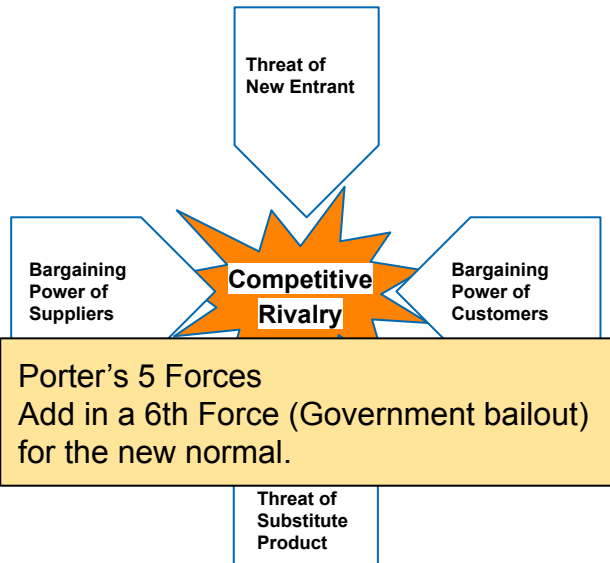 Threat of
New Entrant
Bargaining
Power of
Suppliers
Competitive
Rivalry
Bargaining
Power of
Customers
Porter's 5 Forces
Add in a 6th Force (Government bailout)
for the new normal.
Threat of
Substitute
Product